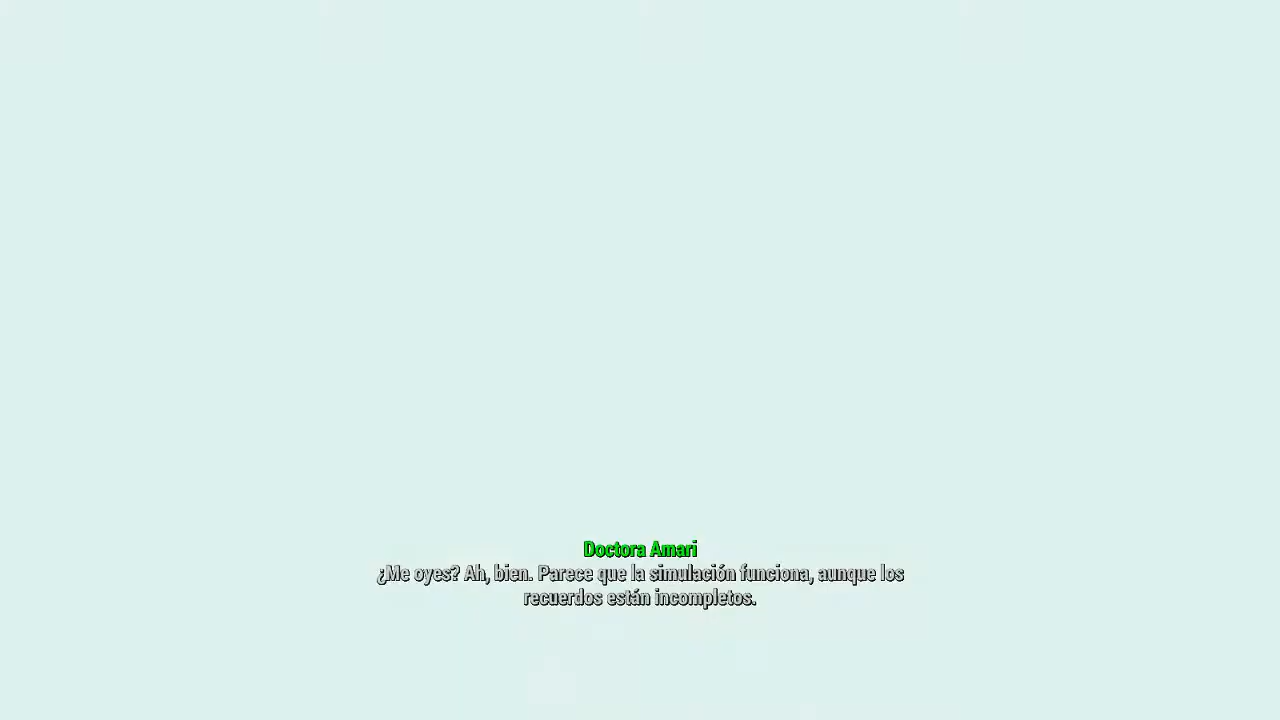 Doctora Amari
¿Me oyes? Ah, bien. Parece que la simulación funciona, aunque los
recuerdos están incompletos.